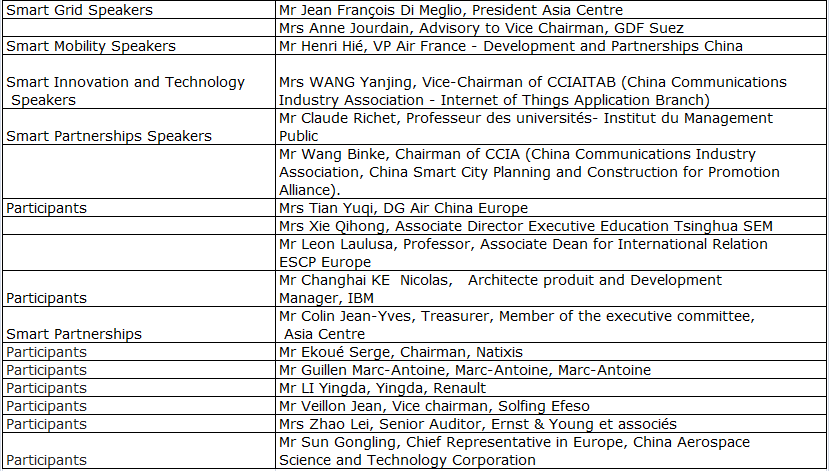 Smart Grid Speakers Mr Jean François Di Meglio, President Asia Centre
Mrs Anne Jourdain, Advisory to Vice Chairman, GDF Suez
Smart Mobility Speakers Mr Henri Hié, VP Air France - Development and Partnerships China
Smart Innovation and Technology
Speakers
Mrs WANG Yanjing, Vice-Chairman of CCIAITAB (China Communications
Industry Association - Internet of Things Application Branch)
Smart Partnerships Speakers
Mr Claude Richet, Professeur des universités- Institut du Management
Public
Mr Wang Binke, Chairman of CCIA (China Communications Industry
Association, China Smart City Planning and Construction for Promotion
Alliance).
Participants Mrs Tian Yuqi, DG Air China Europe
Mrs Xie Qihong, Associate Director Executive Education Tsinghua SEM
Mr Leon Laulusa, Professor, Associate Dean for International Relation
ESCP Europe
Participants
Mr Changhai KE Nicolas, Architecte produit and Development
Manager, IBM
Smart Partnerships
Mr Colin Jean-Yves, Treasurer, Member of the executive committee,
Asia Centre
Participants Mr Ekoué Serge, Chairman, Natixis
Participants Mr Guillen Marc-Antoine, Marc-Antoine, Marc-Antoine
Participants Mr LI Yingda, Yingda, Renault
Participants Mr Veillon Jean, Vice chairman, Solfing Efeso
Participants Mrs Zhao Lei, Senior Auditor, Ernst & Young et associés
Participants
Mr Sun Gongling, Chief Representative in Europe, China Aerospace
Science and Technology Corporation